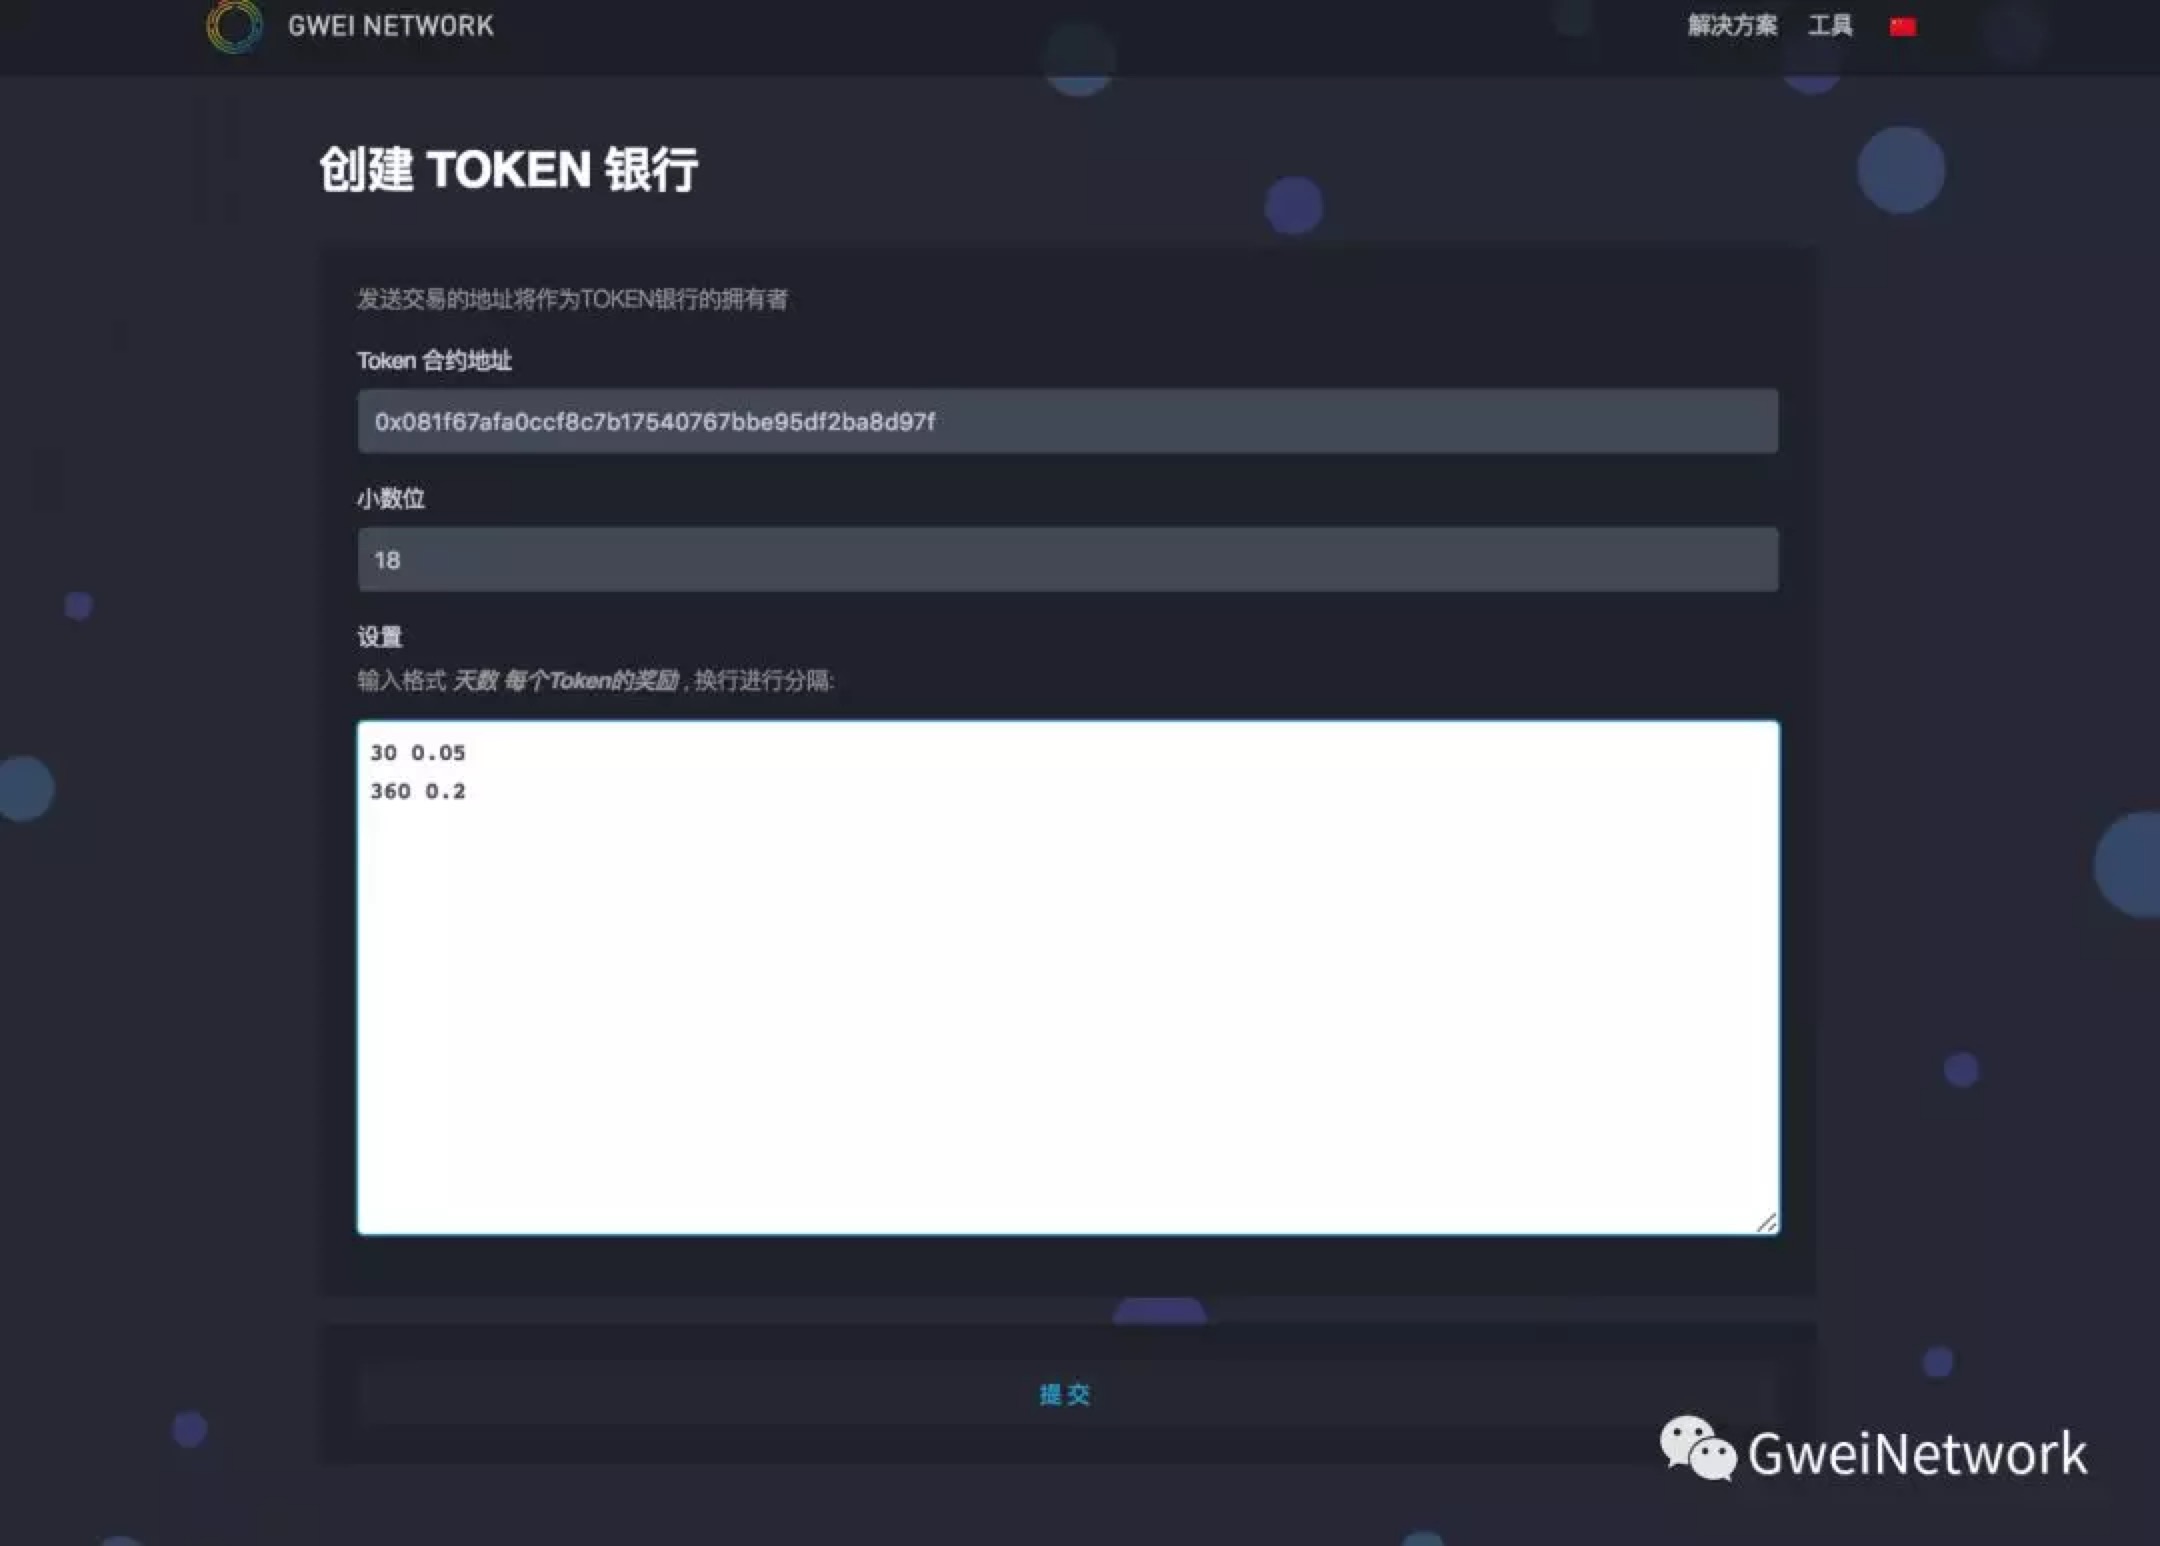 GWEI NETWORK
解决方案 工具
创建 TOKEN 银行
发送交易的地址将作为TOKEN银行的拥有者
Token 合约地址
0x081f67afa0ccf8c7b17540767bbe95df2ba8d97f
小数位
18
设置
输入格式 天数 每个Token的奖励 , 换行进行分隔:
30 0.05
360 0.2
提交
GweiNetwork